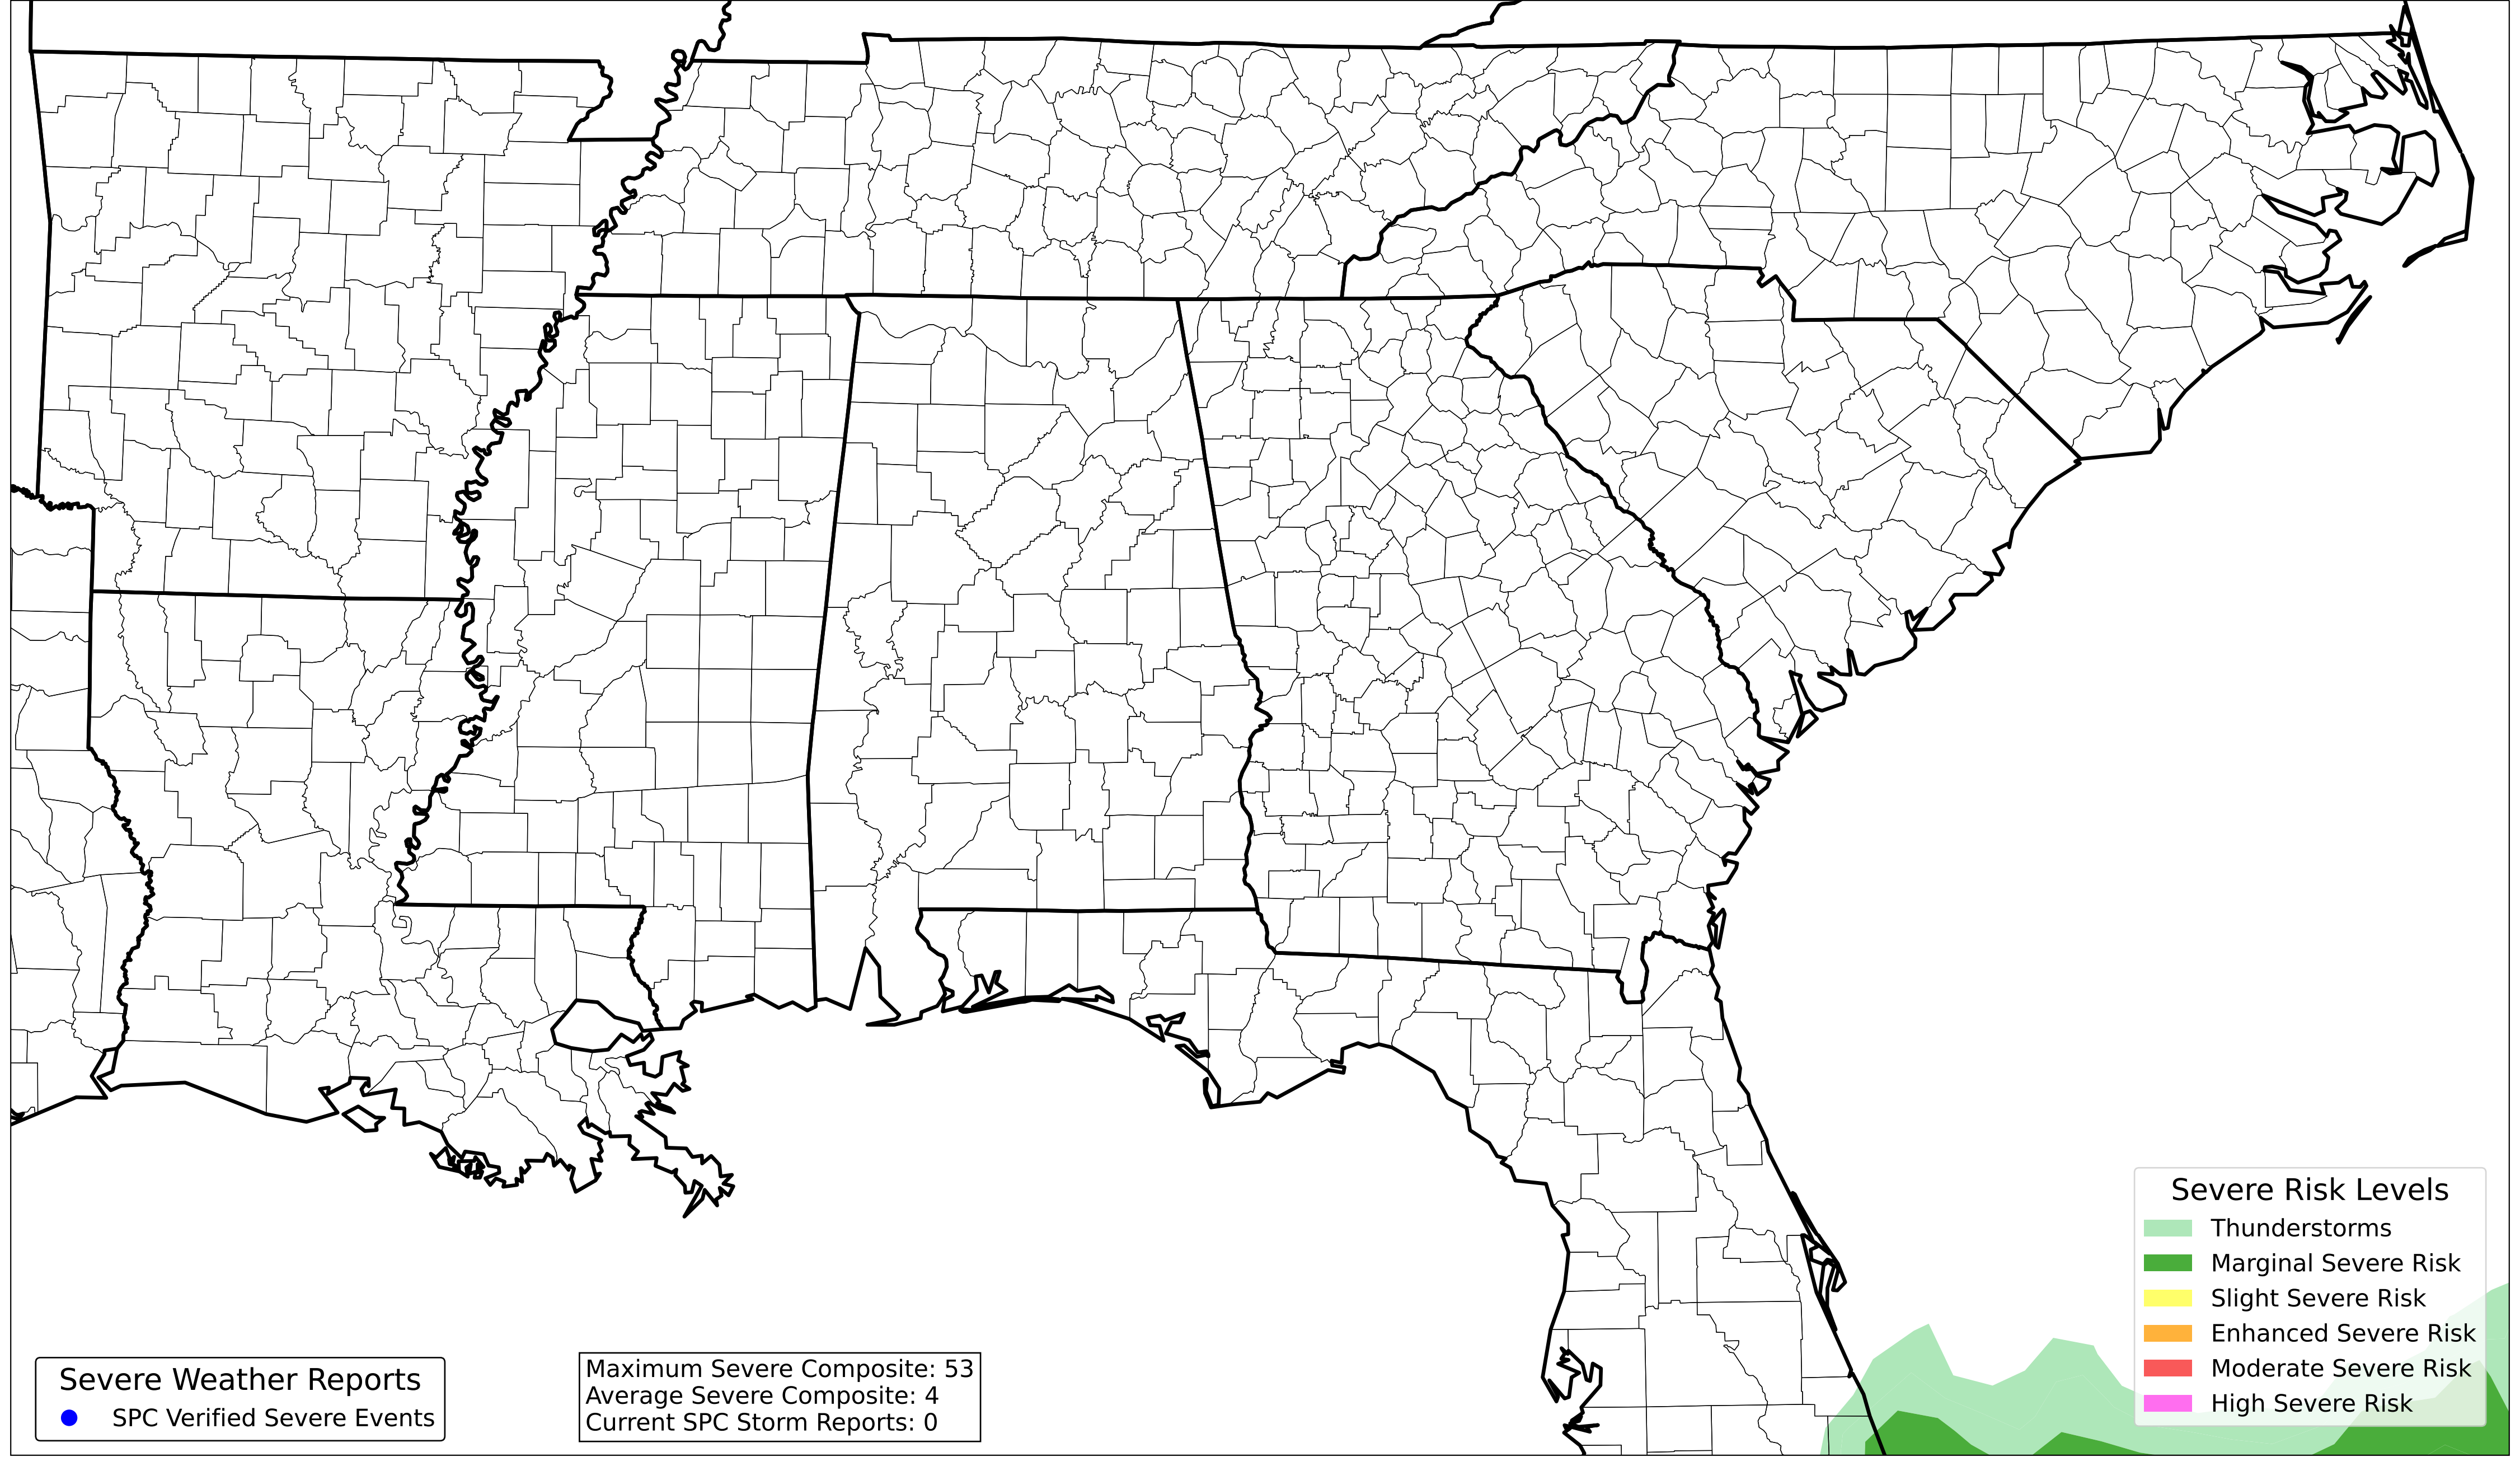 Severe Weather Reports
SPC Verified Severe Events
Maximum Severe Composite: 53
Average Severe Composite: 4
Current SPC Storm Reports: 0
Severe Risk Levels
Thunderstorms
Marginal Severe Risk
Slight Severe Risk
Enhanced Severe Risk
Moderate Severe Risk
High Severe Risk